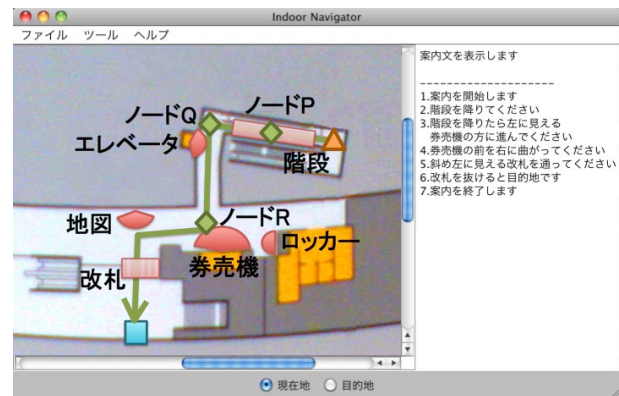 Indoor Navigator
ファイル ツール ヘルプ
ノードQ
ノードP
エレベータ
階段
地図
ノードR
ロッカー
改札
券売機
案内文を表示します
--------------------
1.案内を開始します
2.階段を降りてください
3.階段を降りたら左に見える
券売機の方に進んでください
4.券売機の前を右に曲がってください
5.斜め左に見える改札を通ってください
6.改札を抜けると目的地です
7.案内を終了します
現在地 目的地